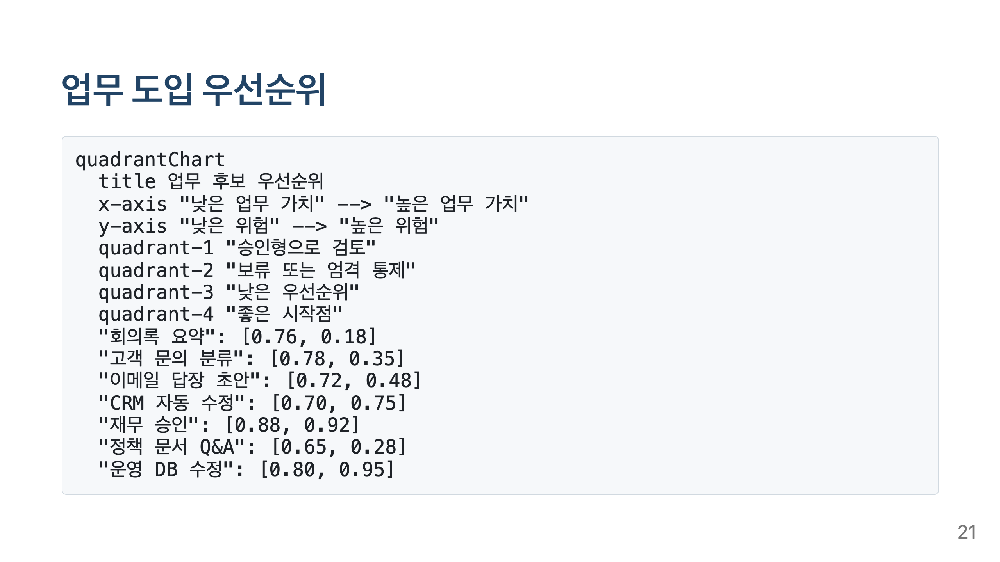 업무 도입 우선순위
quadrantChart
  title 업무 후보 우선순위
  x-axis "낮은 업무 가치" --> "높은 업무 가치"
  y-axis "낮은 위험" --> "높은 위험"
  quadrant-1 "승인형으로 검토"
  quadrant-2 "보류 또는 엄격 통제"
  quadrant-3 "낮은 우선순위"
  quadrant-4 "좋은 시작점"
  "회의록 요약": [0.76, 0.18]
  "고객 문의 분류": [0.78, 0.35]
  "이메일 답장 초안": [0.72, 0.48]
  "CRM 자동 수정": [0.70, 0.75]
  "재무 승인": [0.88, 0.92]
  "정책 문서 Q&A": [0.65, 0.28]
  "운영 DB 수정": [0.80, 0.95]
21